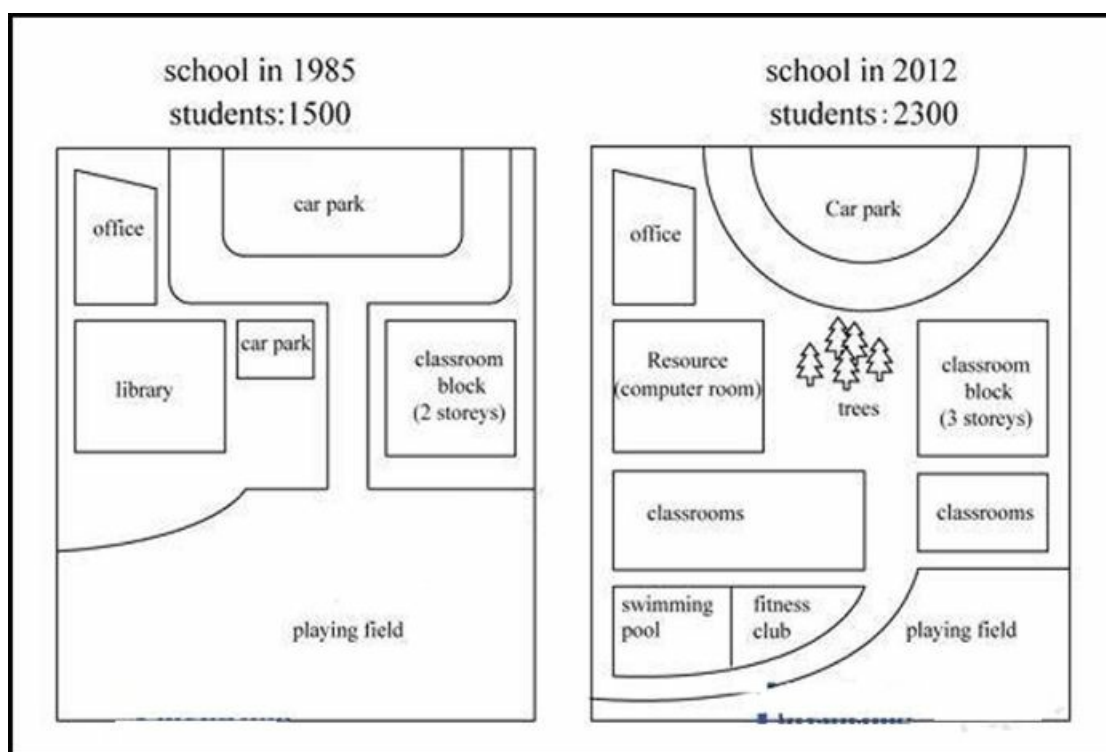 school in 1985
students:1500
car park
office
car park
library
classroom
block
(2 storeys)
playing field
school in 2012
students：2300
Car park
office
Resource
(computer room)
trees
classroom
block
(3 storeys)
classrooms
classrooms
swimming
pool
fitness
club
playing field